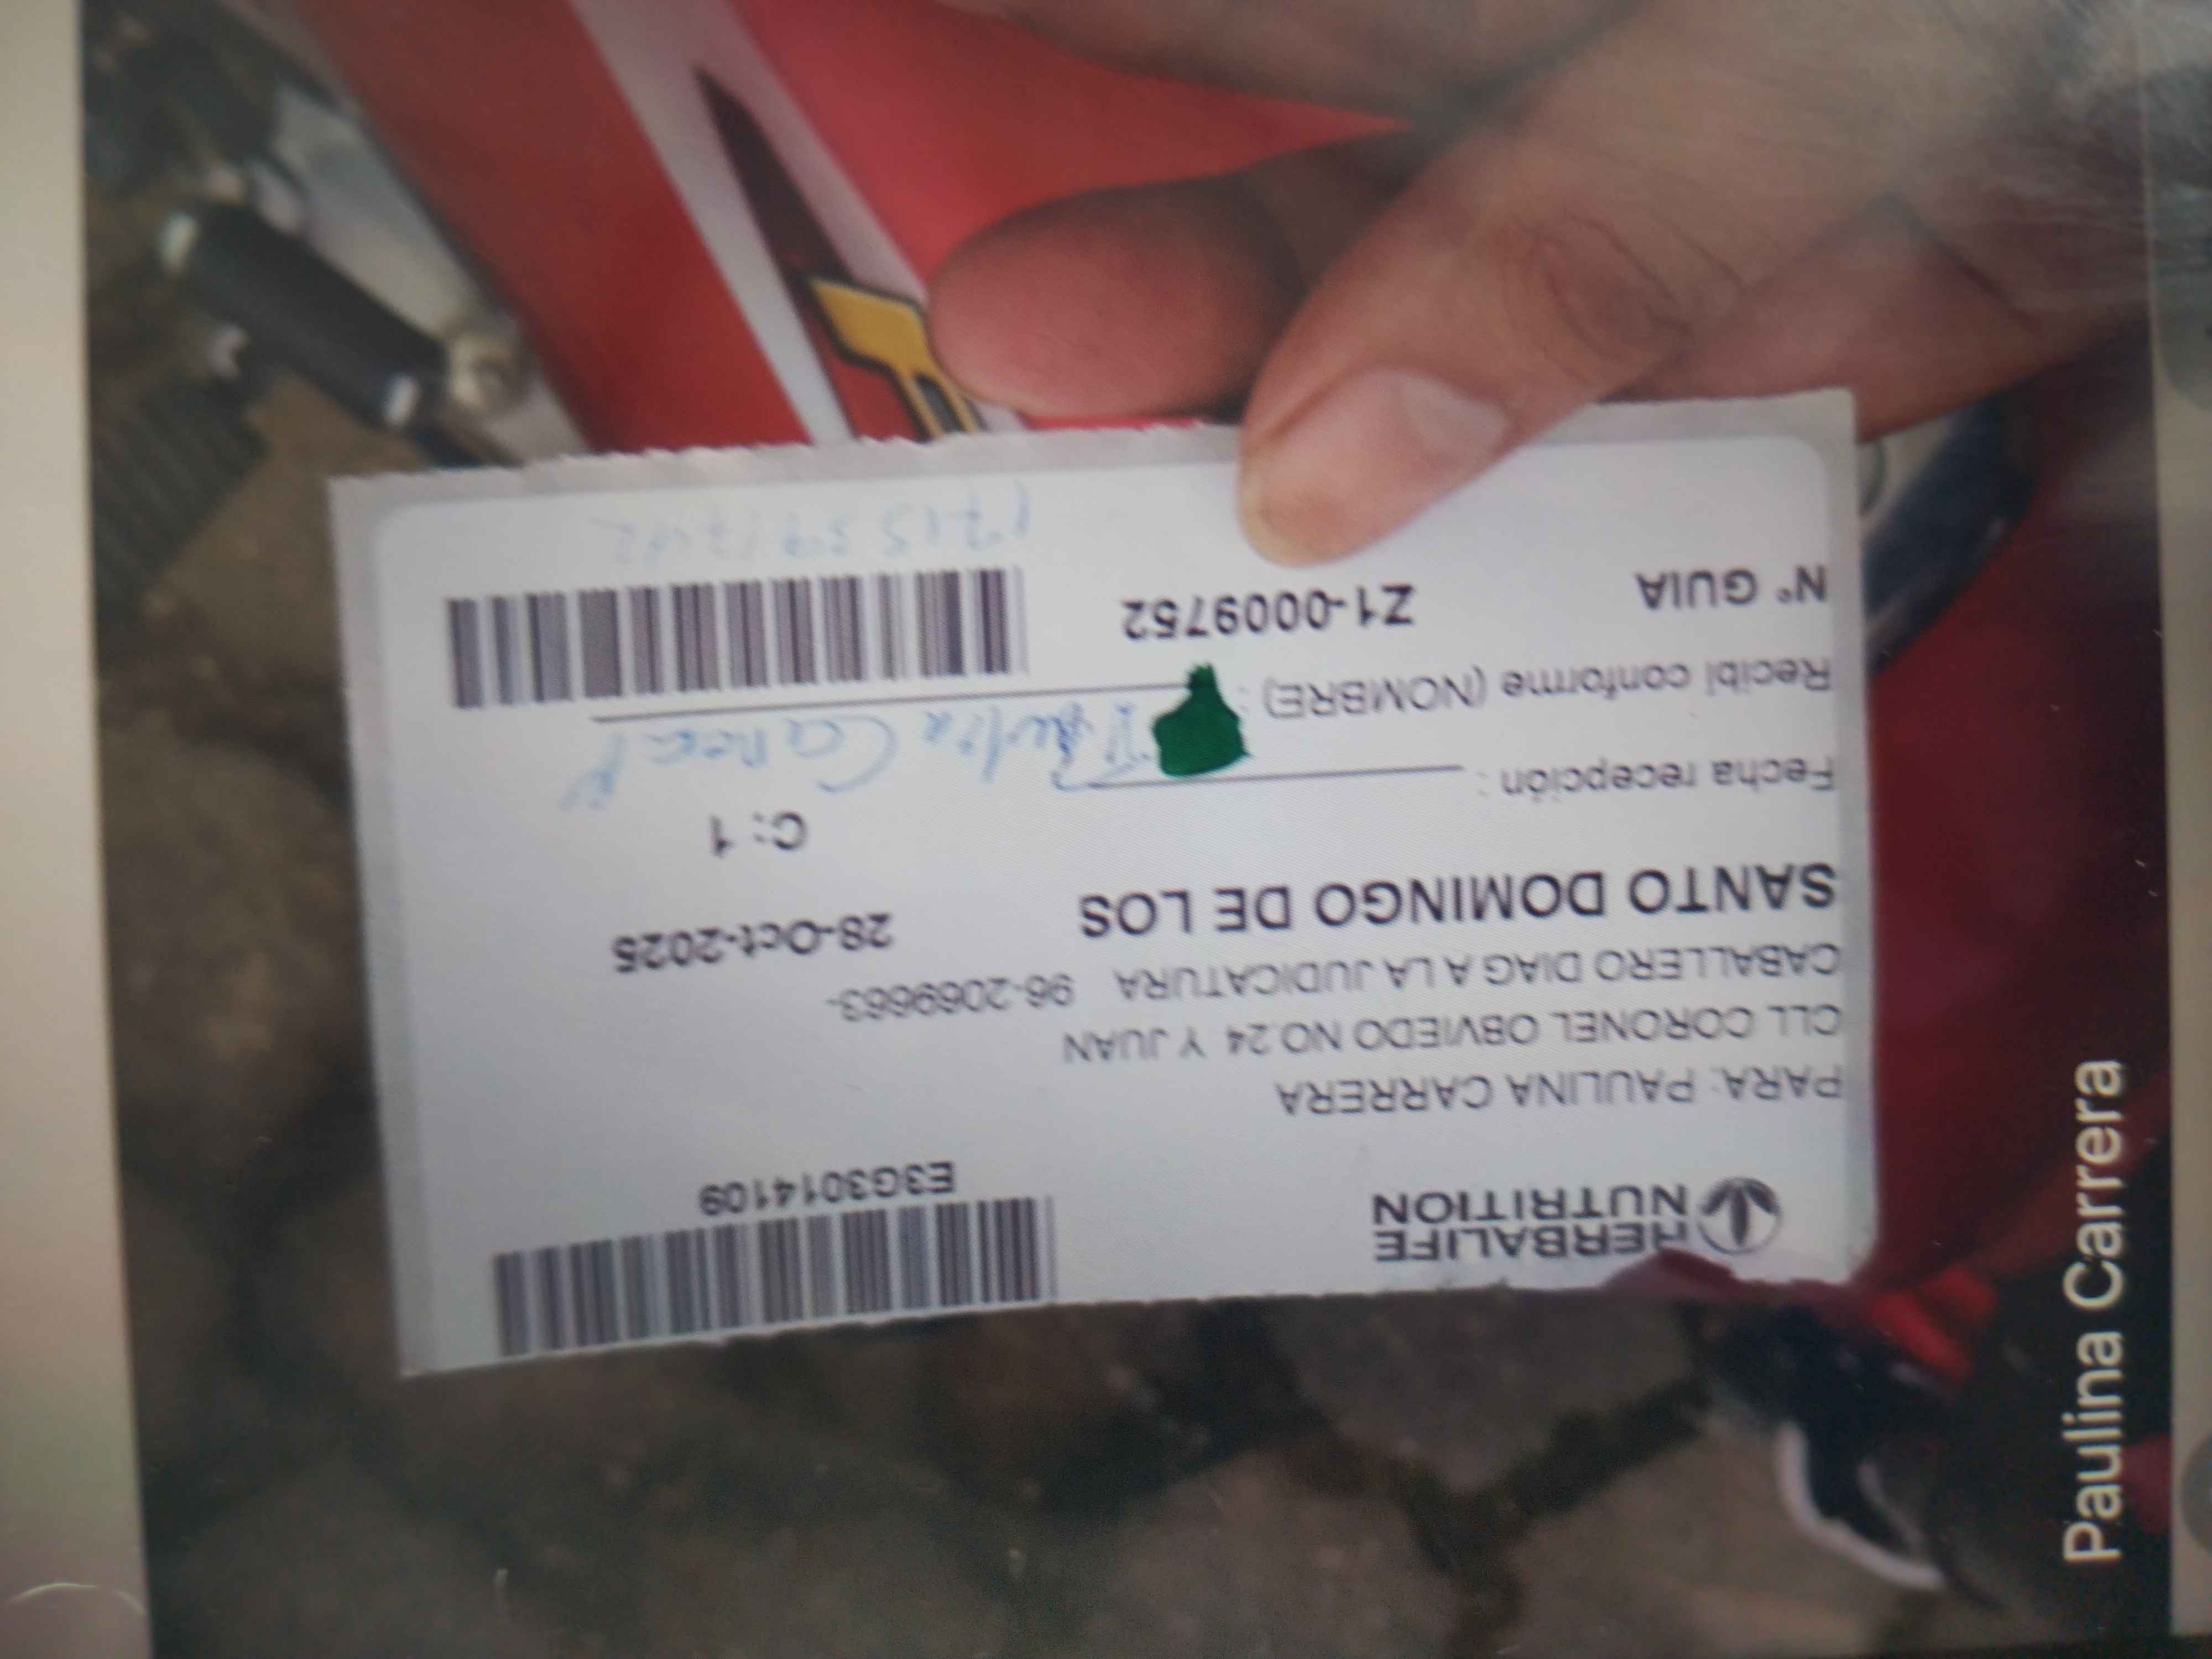 HERBALIFE
NUTRITION
E3G3014109
PARA: PAULINA CARRERA
CLL CORONEL OBVIEDO NO.24 Y JUAN
CABALLERO DIAG A LA JUDICATURA 96-2069663-
SANTO DOMINGO DE LOS
28-Oct-2025
C: 1
Fecha recepción :
Recibi conforme (NOMBRE) :
N° GUIA Z1-0009752
Paulina Carrera